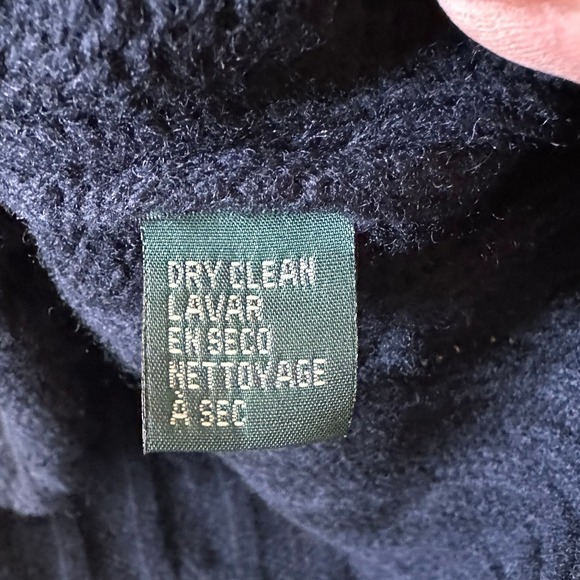 DRY CLEAN
LAVAR
EN SECO
NETTOYAGE
À SEC